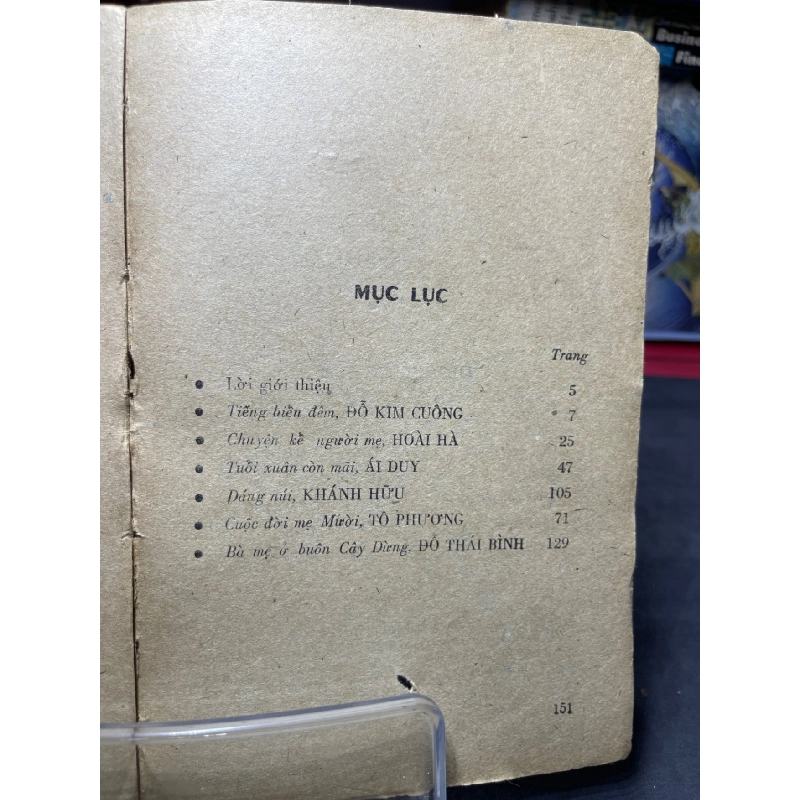 Busine
Fina
MỤC LỤC
Trang
● Lời giới thiệu 5
● Tiếng biển đêm, ĐỖ KIM CUÔNG 7
● Chuyện kể người mẹ, HOÀI HÀ 25
● Tuổi xuân còn mãi, ÁI DUY 47
● Dáng núi, KHÁNH HỮU 105
● Cuộc đời mẹ Mười, TÔ PHƯƠNG 71
● Bà mẹ ở buôn Cây Dừng, ĐỖ THÁI BÌNH 129
151